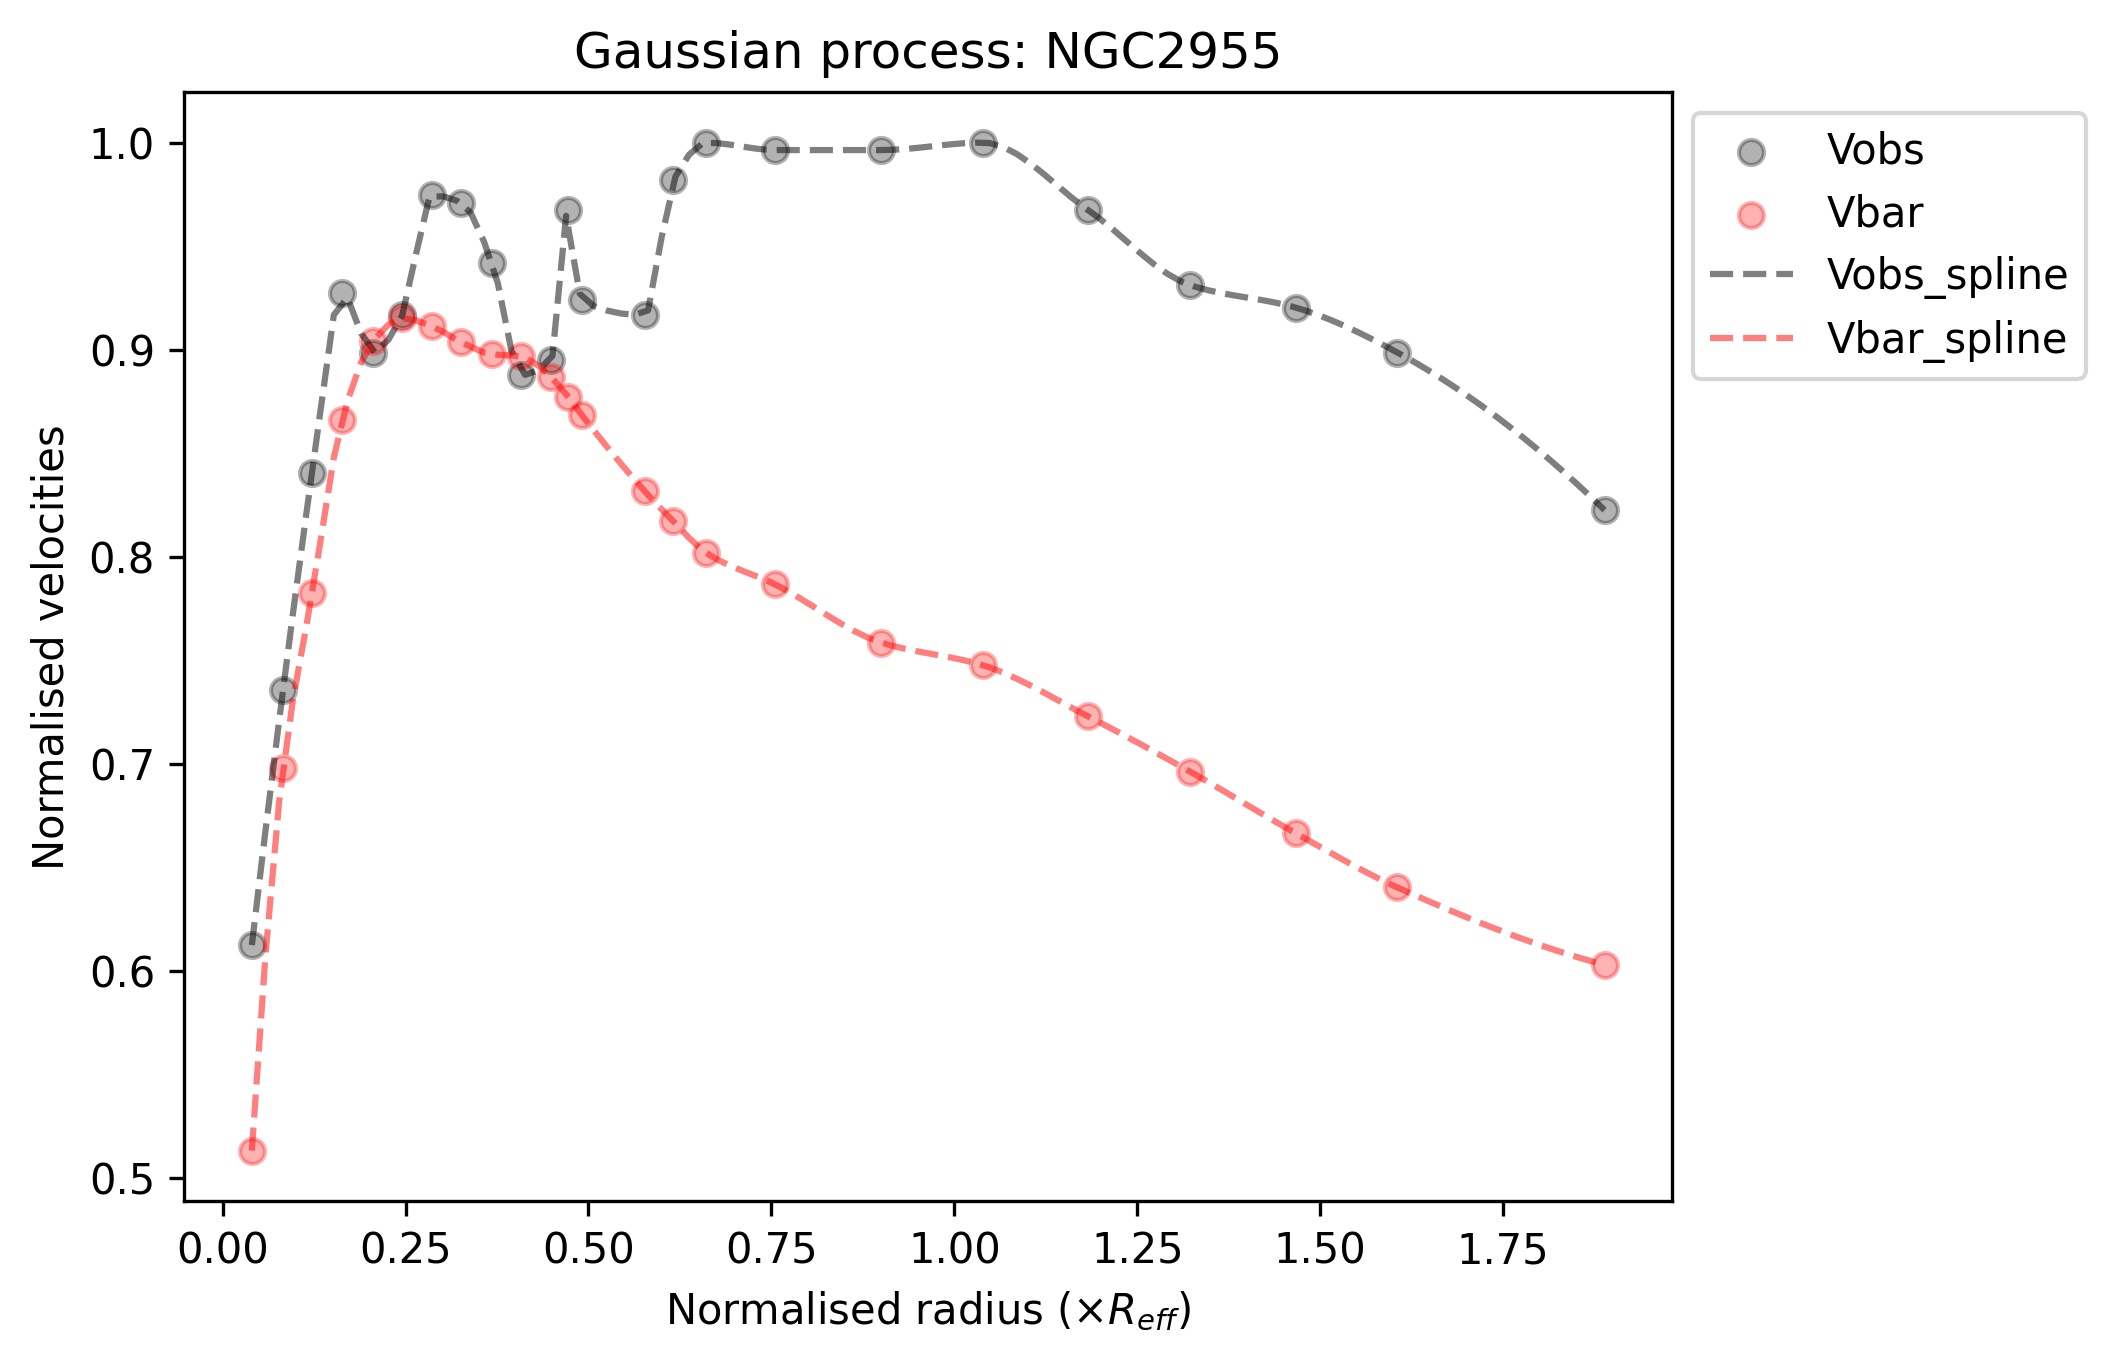 Gaussian process: NGC2955
1.0
0.9
0.8
0.7
0.6
0.5
Normalised velocities
0.00 0.25 0.50 0.75 1.00 1.25 1.50 1.75
Normalised radius (×R_eff)
Vobs
Vbar
Vobs_spline
Vbar_spline